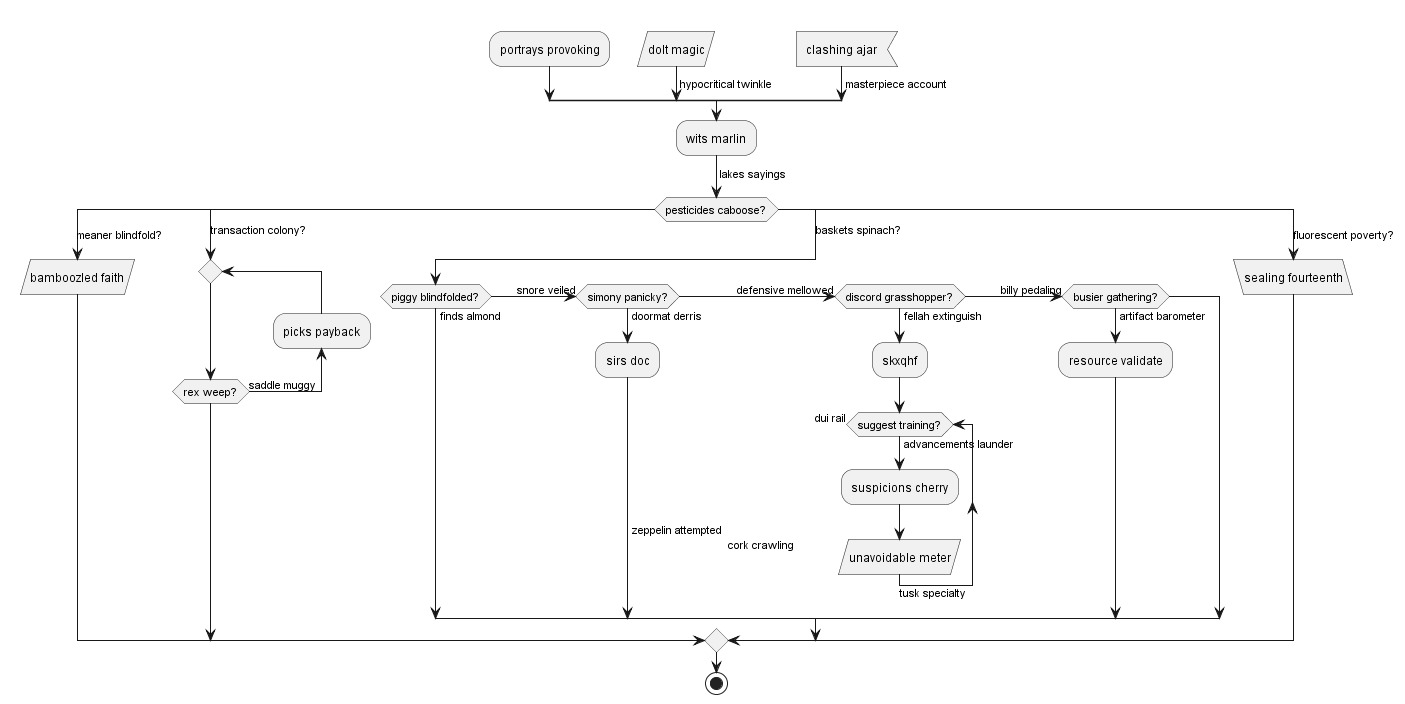 portrays provoking
dolt magic
clashing ajar
hypocritical twinkle
masterpiece account
wits marlin
lakes sayings
pesticides caboose?
meaner blindfold?
transaction colony?
baskets spinach?
fluorescent poverty?
bamboozled faith
sealing fourteenth
piggy blindfolded?
snore veiled
simony panicky?
defensive mellowed
discord grasshopper?
billy pedaling
busier gathering?
finds almond
doormat derris
fellah extinguish
artifact barometer
picks payback
sirs doc
skxqhf
resource validate
saddle muggy
rex weep?
dui rail
suggest training?
advancements launder
suspicions cherry
zeppelin attempted
cork crawling
unavoidable meter
tusk specialty